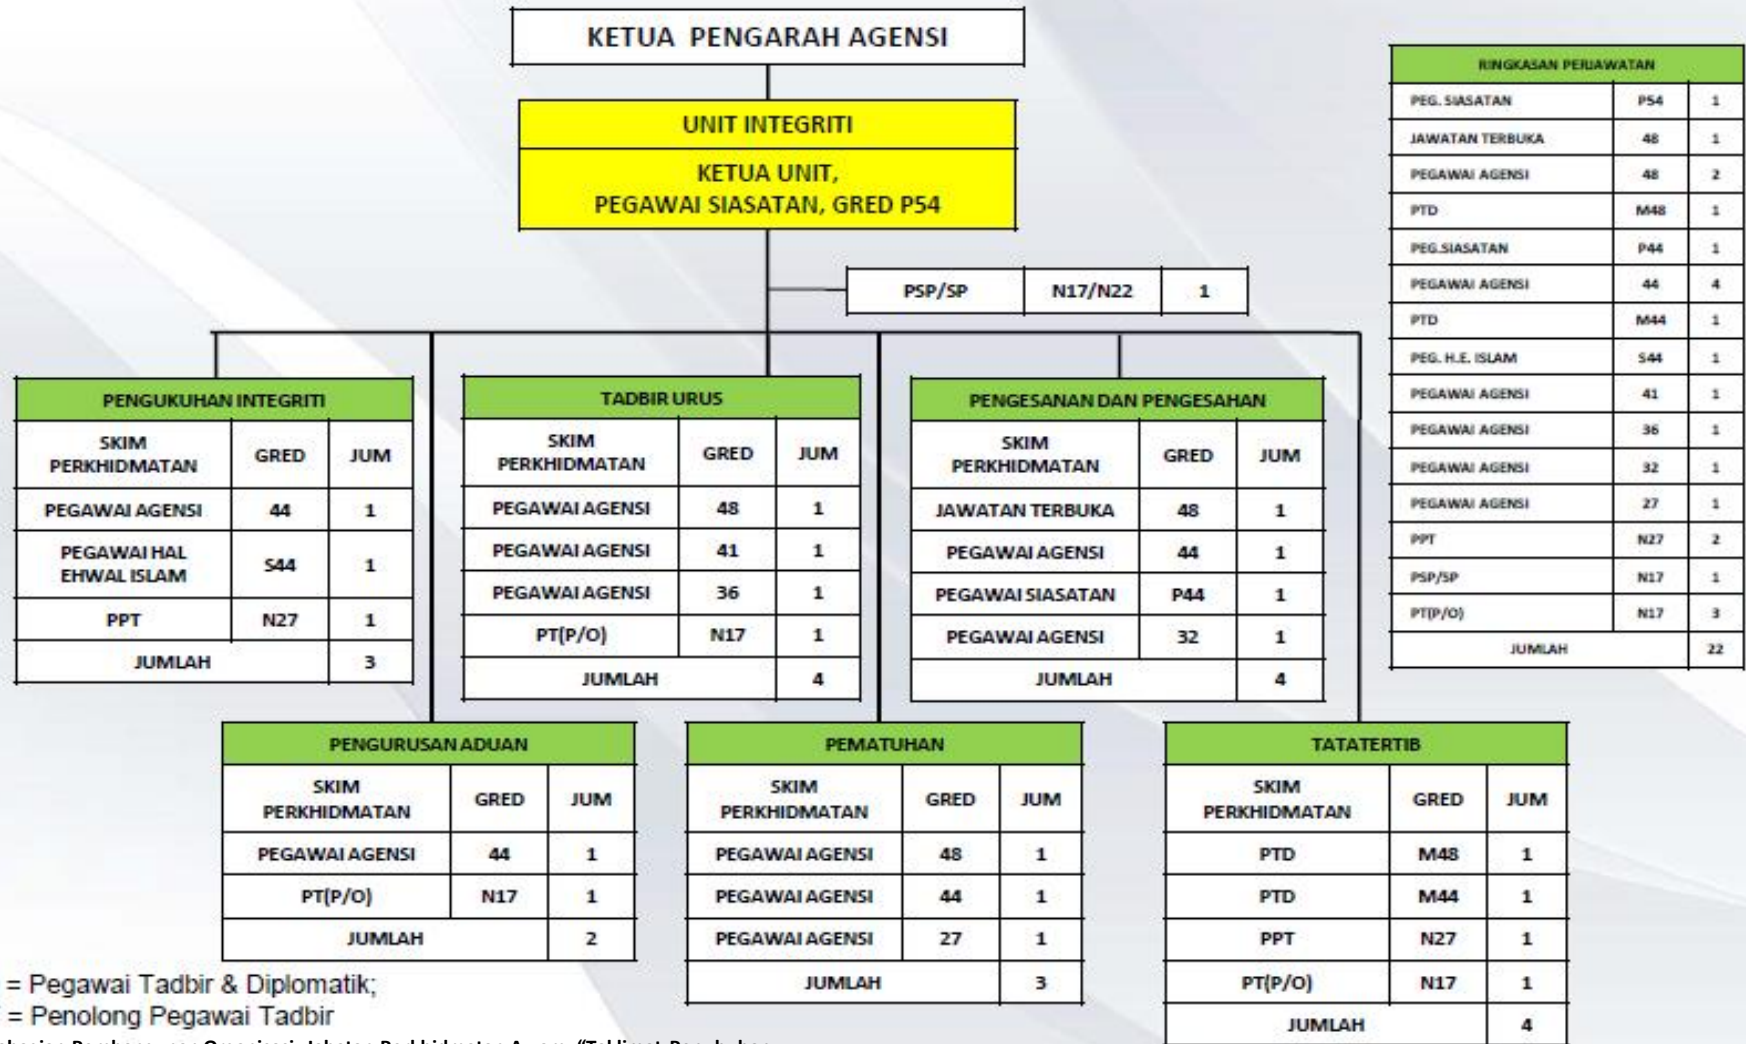 KETUA PENGARAH AGENSI
UNIT INTEGRITI
KETUA UNIT,
PEGAWAI SIASATAN, GRED P54
PSP/SP N17/N22 1
PENGUKUHAN INTEGRITI
SKIM
PERKHIDMATAN GRED JUM
PEGAWAI AGENSI 44 1
PEGAWAI HAL
EHWAL ISLAM S44 1
PPT N27 1
JUMLAH 3
TADBIR URUS
SKIM
PERKHIDMATAN GRED JUM
PEGAWAI AGENSI 48 1
PEGAWAI AGENSI 41 1
PEGAWAI AGENSI 36 1
PT(P/O) N17 1
JUMLAH 4
PENGESANAN DAN PENGESAHAN
SKIM
PERKHIDMATAN GRED JUM
JAWATAN TERBUKA 48 1
PEGAWAI AGENSI 44 1
PEGAWAI SIASATAN P44 1
PEGAWAI AGENSI 32 1
JUMLAH 4
RINGKASAN PERJAWATAN
PEG. SIASATAN P54 1
JAWATAN TERBUKA 48 1
PEGAWAI AGENSI 48 2
PTD M48 1
PEG.SIASATAN P44 1
PEGAWAI AGENSI 44 4
PTD M44 1
PEG. H.E. ISLAM S44 1
PEGAWAI AGENSI 41 1
PEGAWAI AGENSI 36 1
PEGAWAI AGENSI 32 1
PEGAWAI AGENSI 27 1
PPT N27 2
PSP/SP N17 1
PT(P/O) N17 3
JUMLAH 22
PENGURUSAN ADUAN
SKIM
PERKHIDMATAN GRED JUM
PEGAWAI AGENSI 44 1
PT(P/O) N17 1
JUMLAH 2
PEMATUHAN
SKIM
PERKHIDMATAN GRED JUM
PEGAWAI AGENSI 48 1
PEGAWAI AGENSI 44 1
PEGAWAI AGENSI 27 1
JUMLAH 3
TATATERTIB
SKIM
PERKHIDMATAN GRED JUM
PTD M48 1
PTD M44 1
PPT N27 1
PT(P/O) N17 1
JUMLAH 4
= Pegawai Tadbir & Diplomatik;
= Penolong Pegawai Tadbir